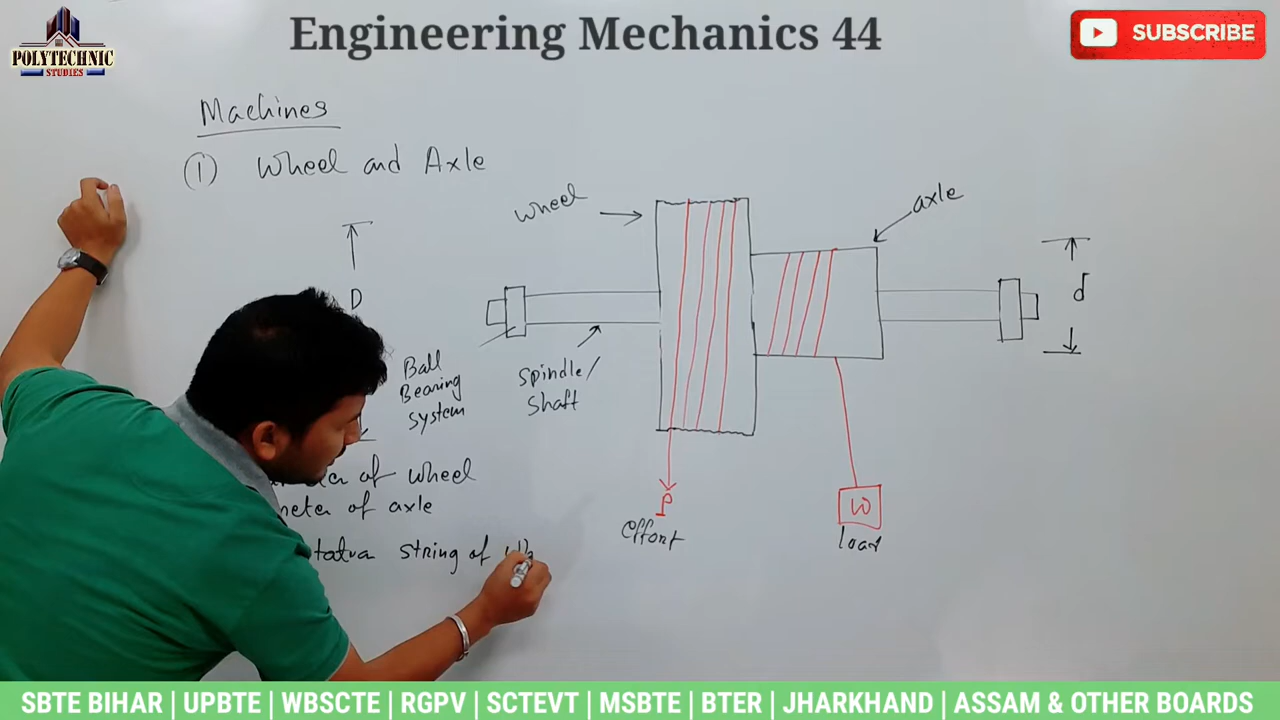 Engineering Mechanics 44
POLYTECHNIC
STUDIES
SUBSCRIBE
Machines
(1) Wheel and Axle
wheel
axle
D
d
Ball
Bearing
System
Spindle/
Shaft
of wheel
of axle
string of
P
effort
W
load
SBTE BIHAR | UPBTE | WBSCTE | RGPV | SCTEVT | MSBTE | BTER | JHARKHAND | ASSAM & OTHER BOARDS